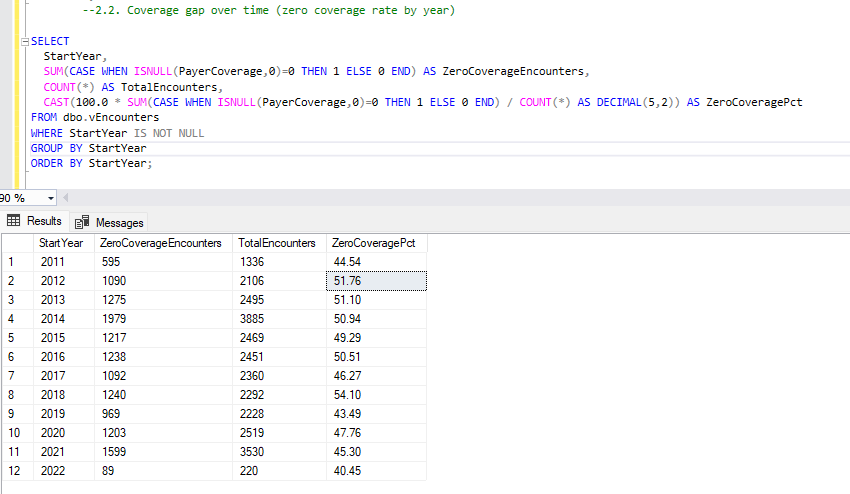 --2.2. Coverage gap over time (zero coverage rate by year)
SELECT
StartYear,
SUM(CASE WHEN ISNULL(PayerCoverage,0)=0 THEN 1 ELSE 0 END) AS ZeroCoverageEncounters,
COUNT(*) AS TotalEncounters,
CAST(100.0 * SUM(CASE WHEN ISNULL(PayerCoverage,0)=0 THEN 1 ELSE 0 END) / COUNT(*) AS DECIMAL(5,2)) AS ZeroCoveragePct
FROM dbo.vEncounters
WHERE StartYear IS NOT NULL
GROUP BY StartYear
ORDER BY StartYear;
90 %
Results Messages
StartYear ZeroCoverageEncounters TotalEncounters ZeroCoveragePct
1 2011 595 1336 44.54
2 2012 1090 2106 51.76
3 2013 1275 2495 51.10
4 2014 1979 3885 50.94
5 2015 1217 2469 49.29
6 2016 1238 2451 50.51
7 2017 1092 2360 46.27
8 2018 1240 2292 54.10
9 2019 969 2228 43.49
10 2020 1203 2519 47.76
11 2021 1599 3530 45.30
12 2022 89 220 40.45